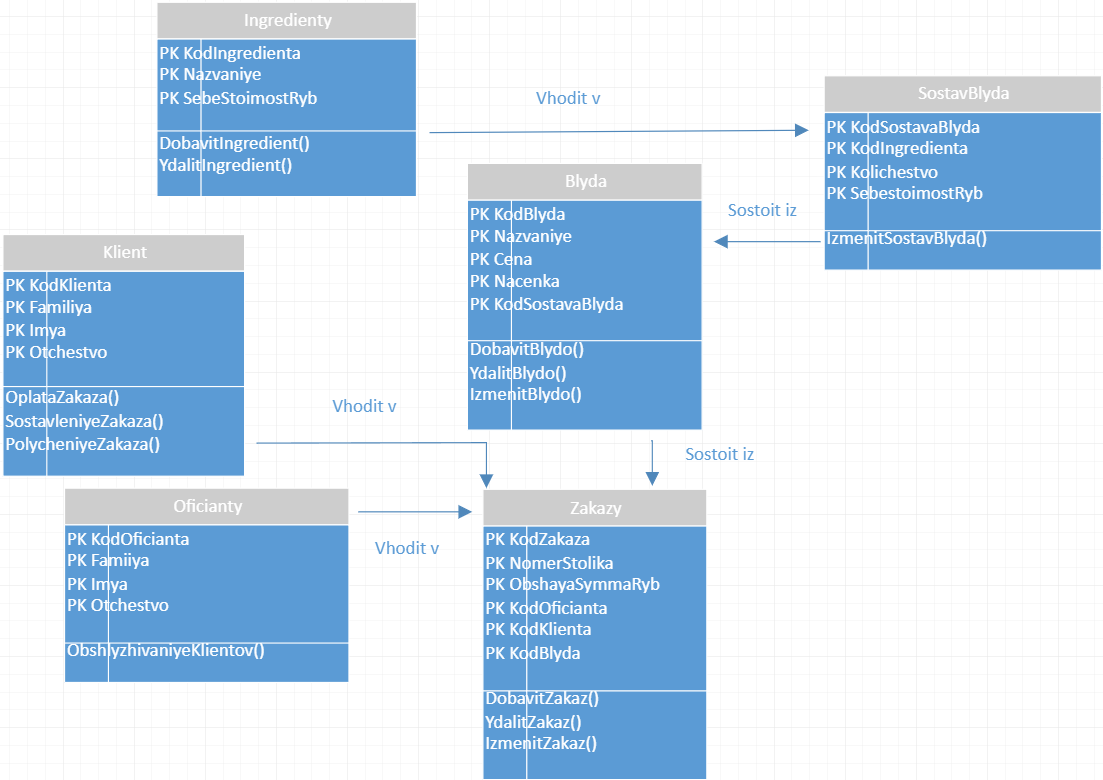 Ingredienty
PK KodIngredienta
PK Nazvaniye
PK SebeStoimostRyb
DobavitIngredient()
YdalitIngredient()
Vhodit v
SostavBlyda
PK KodSostavaBlyda
PK KodIngredienta
PK Kolichestvo
PK SebestoimostRyb
IzmenitSostavBlyda()
Blyda
PK KodBlyda
PK Nazvaniye
PK Cena
PK Nacenka
PK KodSostavaBlyda
DobavitBlydo()
YdalitBlydo()
IzmenitBlydo()
Sostoit iz
Klient
PK KodKlienta
PK Familiya
PK Imya
PK Otchestvo
OplataZakaza()
SostavleniyeZakaza()
PolycheniyeZakaza()
Vhodit v
Sostoit iz
Oficianty
PK KodOficianta
PK Famiiya
PK Imya
PK Otchestvo
ObshlyzhivaniyeKlientov()
Vhodit v
Zakazy
PK KodZakaza
PK NomerStolika
PK ObshayaSymmaRyb
PK KodOficianta
PK KodKlienta
PK KodBlyda
DobavitZakaz()
YdalitZakaz()
IzmenitZakaz()